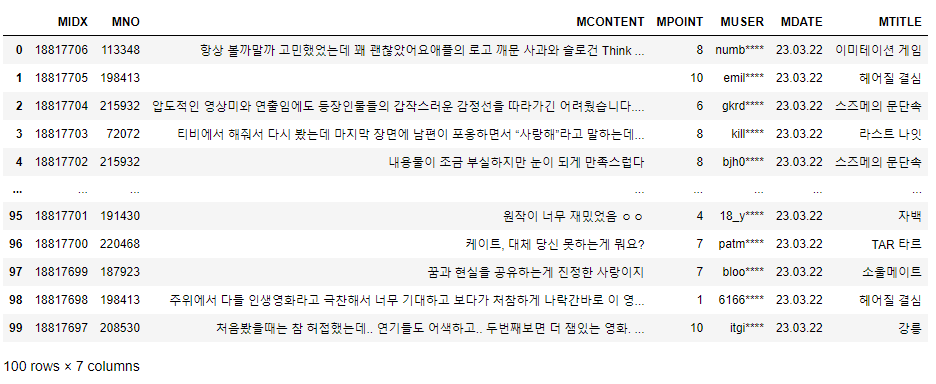 MIDX MNO MCONTENT MPOINT MUSER MDATE MTITLE
0 18817706 113348 항상 볼까말까 고민했었는데 꽤 괜찮았어요애플의 로고 깨문 사과와 슬로건 Think ... 8 numb**** 23.03.22 이미테이션 게임
1 18817705 198413 10 emil**** 23.03.22 헤어질 결심
2 18817704 215932 압도적인 영상미와 연출임에도 등장인물들의 갑작스러운 감정선을 따라가긴 어려웠습니다.... 6 gkrd**** 23.03.22 스즈메의 문단속
3 18817703 72072 티비에서 해줘서 다시 봤는데 마지막 장면에 남편이 포옹하면서 “사랑해”라고 말하는데... 8 kill**** 23.03.22 라스트 나잇
4 18817702 215932 내용물이 조금 부실하지만 눈이 되게 만족스럽다 8 bjh0**** 23.03.22 스즈메의 문단속
... ... ... ... ... ... ... ...
95 18817701 191430 원작이 너무 재밌었음 ㅇㅇ 4 18_y**** 23.03.22 자백
96 18817700 220468 케이트, 대체 당신 못하는게 뭐요? 7 patm**** 23.03.22 TAR 타르
97 18817699 187923 꿈과 현실을 공유하는게 진정한 사랑이지 7 bloo**** 23.03.22 소울메이트
98 18817698 198413 주위에서 다들 인생영화라고 극찬해서 너무 기대하고 보다가 처참하게 나락간바로 이 영... 1 6166**** 23.03.22 헤어질 결심
99 18817697 208530 처음봤을때는 참 허접했는데.. 연기들도 어색하고.. 두번째보면 더 잼있는 영화. ... 10 itgi**** 23.03.22 강릉
100 rows × 7 columns